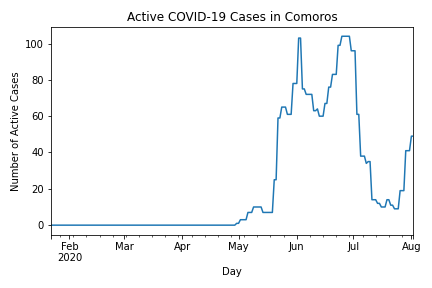 Active COVID-19 Cases in Comoros
Number of Active Cases
100
80
60
40
20
0
Feb Mar Apr May Jun Jul Aug
2020
Day